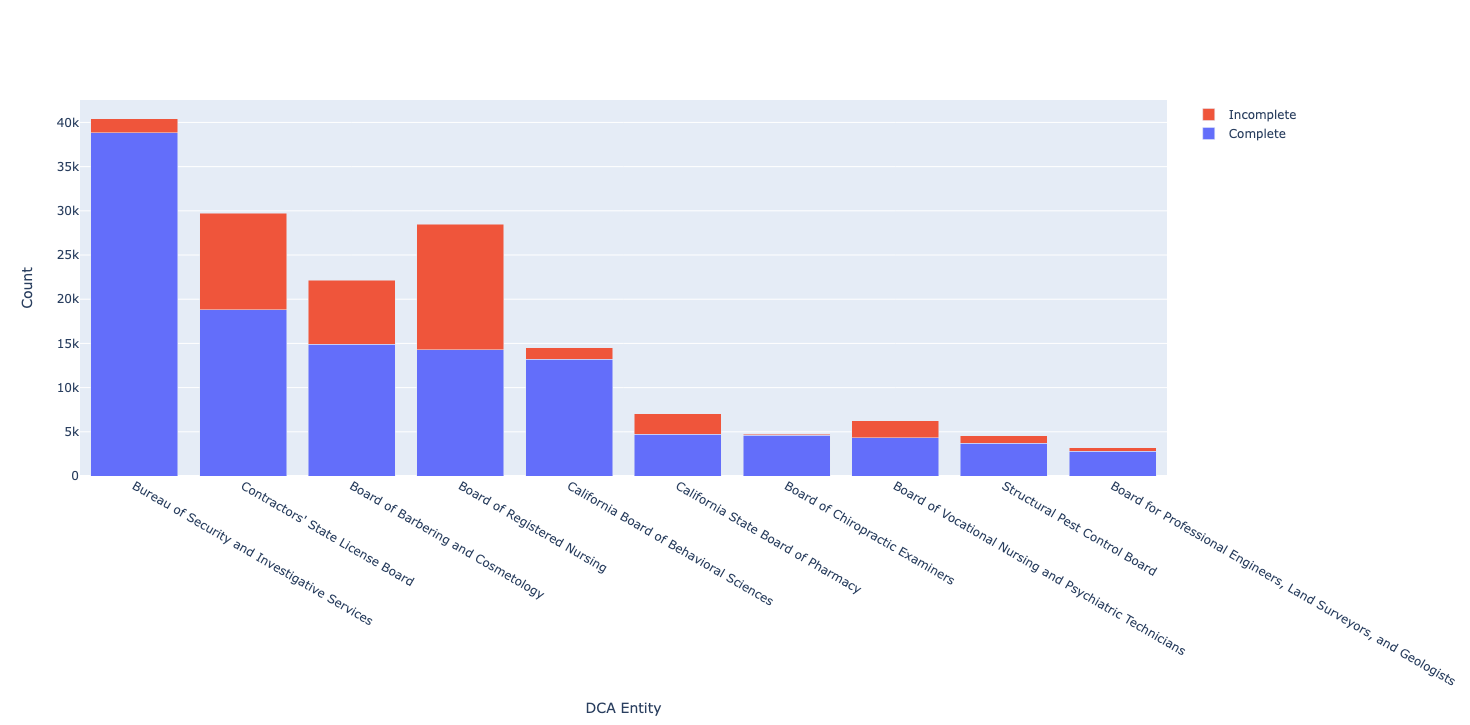 Incomplete
Complete
40k
35k
30k
25k
20k
15k
10k
5k
0
Count
Bureau of Security and Investigative Services
Contractors' State License Board
Board of Barbering and Cosmetology
Board of Registered Nursing
California Board of Behavioral Sciences
California State Board of Pharmacy
Board of Chiropractic Examiners
Board of Vocational Nursing and Psychiatric Technicians
Structural Pest Control Board
Board for Professional Engineers, Land Surveyors, and Geologists
DCA Entity